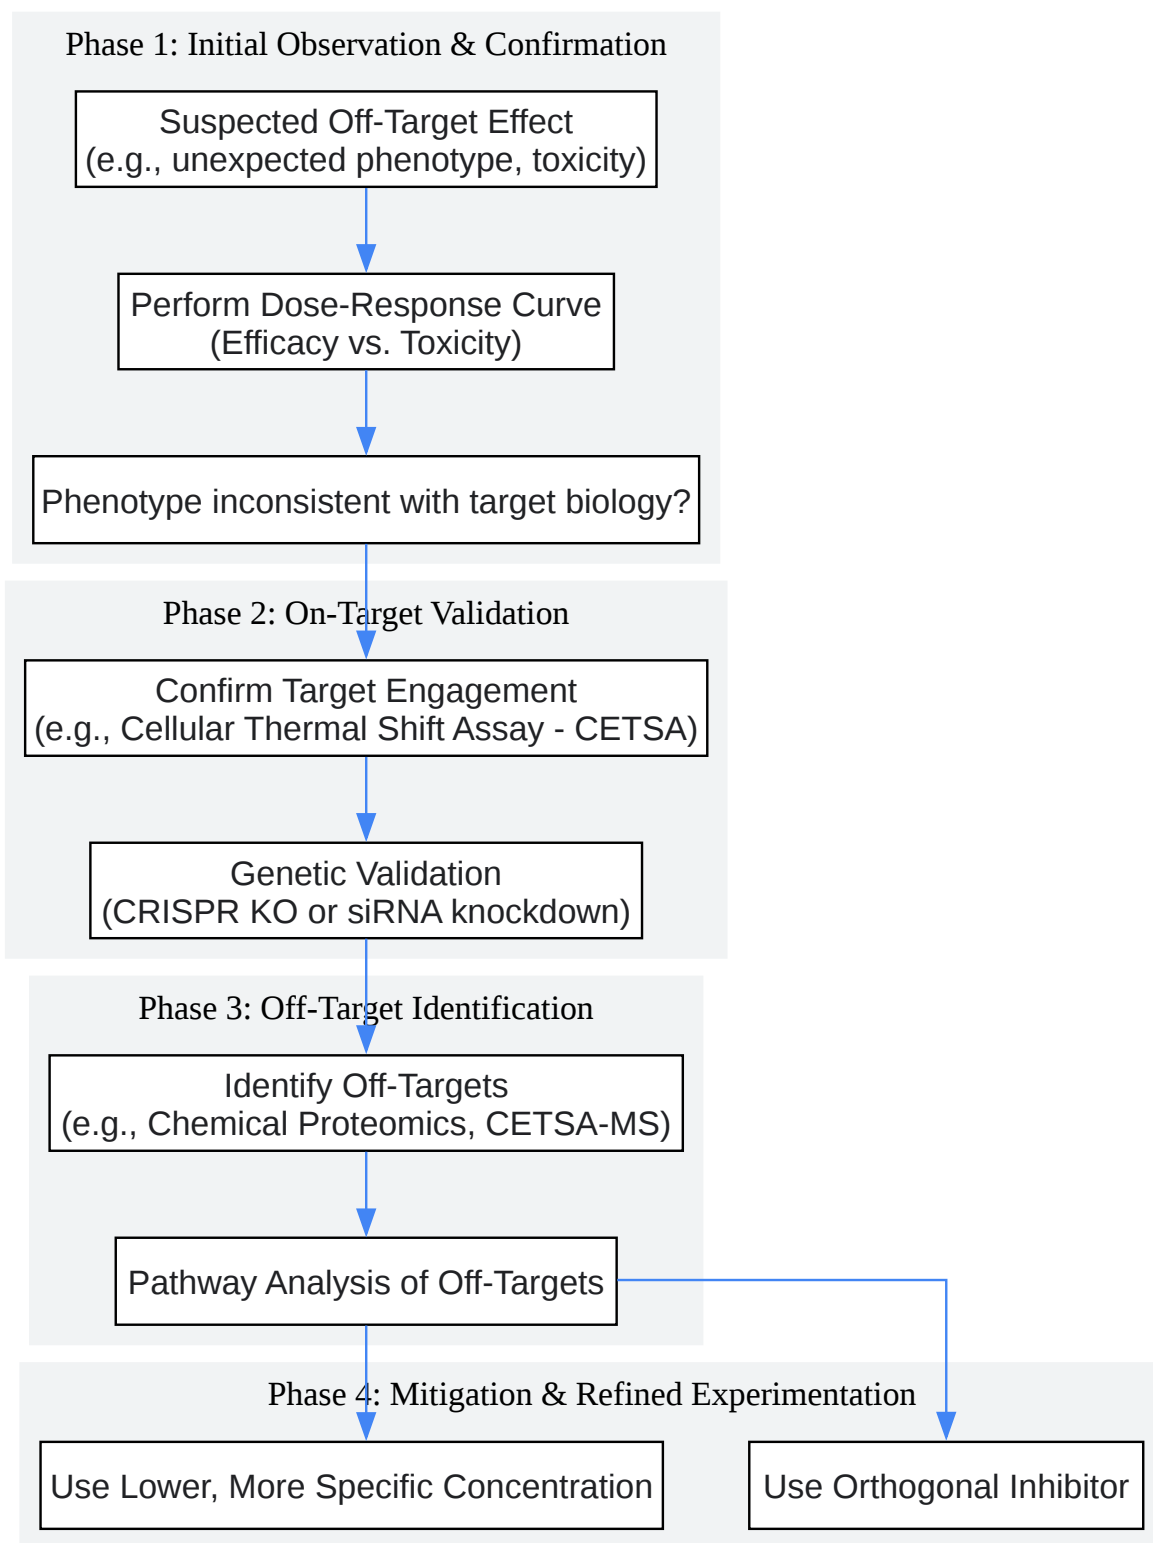 Phase 1: Initial Observation & Confirmation
Suspected Off-Target Effect
(e.g., unexpected phenotype, toxicity)
Perform Dose-Response Curve
(Efficacy vs. Toxicity)
Phenotype inconsistent with target biology?
Phase 2: On-Target Validation
Confirm Target Engagement
(e.g., Cellular Thermal Shift Assay - CETSA)
Genetic Validation
(CRISPR KO or siRNA knockdown)
Phase 3: Off-Target Identification
Identify Off-Targets
(e.g., Chemical Proteomics, CETSA-MS)
Pathway Analysis of Off-Targets
Phase 4: Mitigation & Refined Experimentation
Use Lower, More Specific Concentration
Use Orthogonal Inhibitor